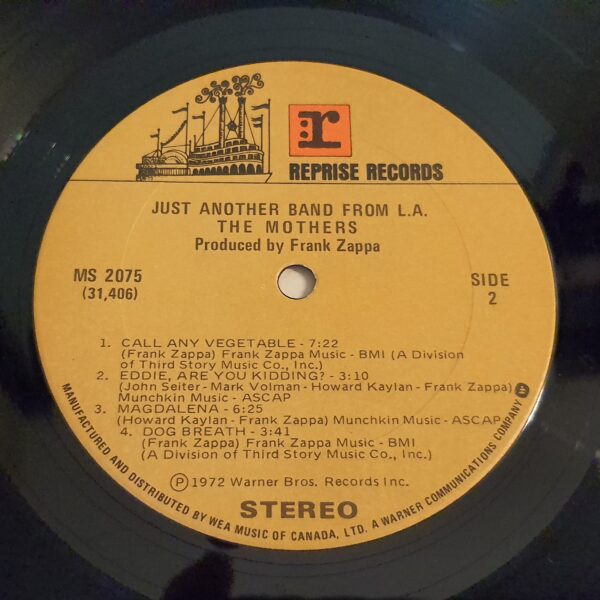 r
REPRISE RECORDS
JUST ANOTHER BAND FROM L.A.
THE MOTHERS
Produced by Frank Zappa
MS 2075
(31,406)
SIDE
2
1. CALL ANY VEGETABLE - 7:22
(Frank Zappa) Frank Zappa Music - BMI (A Division
of Third Story Music Co., Inc.)
2. EDDIE, ARE YOU KIDDING? - 3:10
(John Seiter - Mark Volman - Howard Kaylan - Frank Zappa)
Munchkin Music - ASCAP
3. MAGDALENA - 6:25
(Howard Kaylan - Frank Zappa) Munchkin Music - ASCAP
4. DOG BREATH - 3:41
(Frank Zappa) Frank Zappa Music - BMI
(A Division of Third Story Music Co., Inc.)
℗ 1972 Warner Bros. Records Inc.
STEREO
MANUFACTURED AND DISTRIBUTED BY WEA MUSIC OF CANADA, LTD. A WARNER COMMUNICATIONS COMPANY